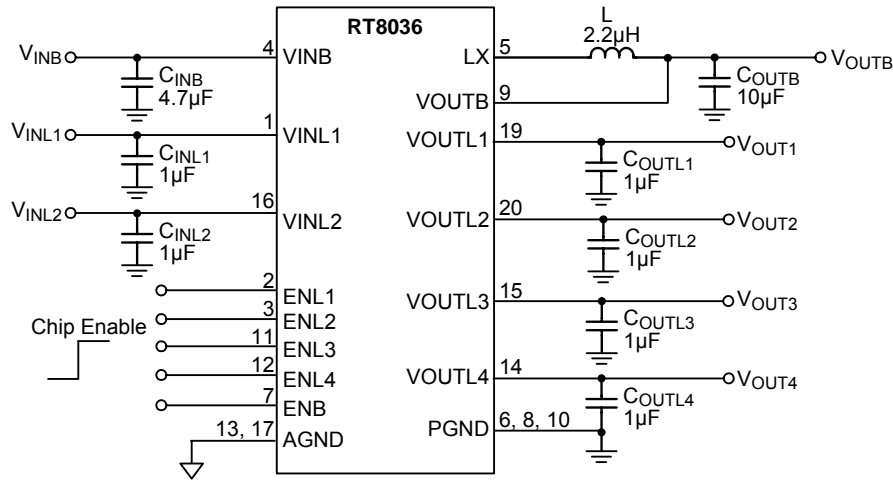 RT8036
VINB
4
VINB
CINB
4.7µF
VINL1
1
VINL1
CINL1
1µF
VINL2
16
VINL2
CINL2
1µF
Chip Enable
2
ENL1
3
ENL2
11
ENL3
12
ENL4
7
ENB
13, 17
AGND
LX
5
L
2.2µH
VOUTB
COUTB
10µF
VOUTB
9
VOUTL1
19
VOUT1
COUTL1
1µF
VOUTL2
20
VOUT2
COUTL2
1µF
VOUTL3
15
VOUT3
COUTL3
1µF
VOUTL4
14
VOUT4
COUTL4
1µF
PGND
6, 8, 10